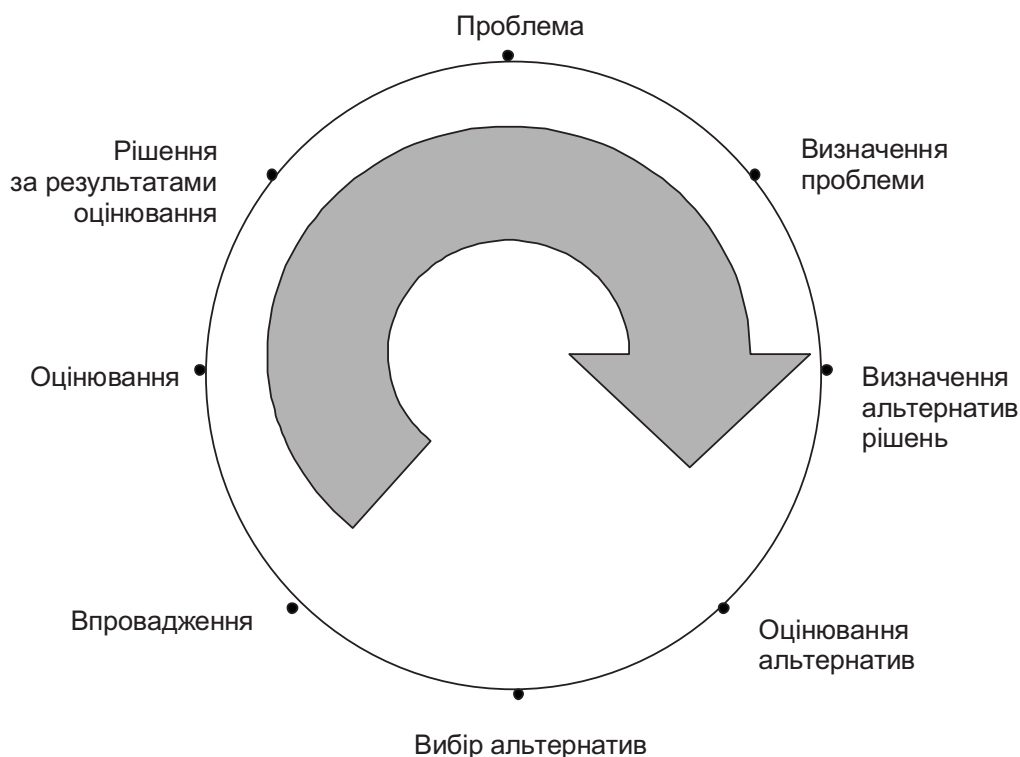 Проблема
Визначення
проблеми
Визначення
альтернатив
рішень
Оцінювання
альтернатив
Вибір альтернатив
Впровадження
Оцінювання
Рішення
за результатами
оцінювання